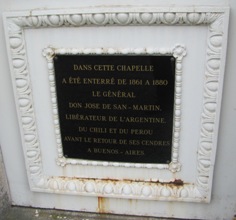 DANS CETTE CHAPELLE
A ÉTÉ ENTERRÉ DE 1861 A 1880
LE GÉNÉRAL
DON JOSE DE SAN-MARTIN,
LIBÉRATEUR DE L'ARGENTINE,
DU CHILI ET DU PEROU
AVANT LE RETOUR DE SES CENDRES
A BUENOS-AIRES